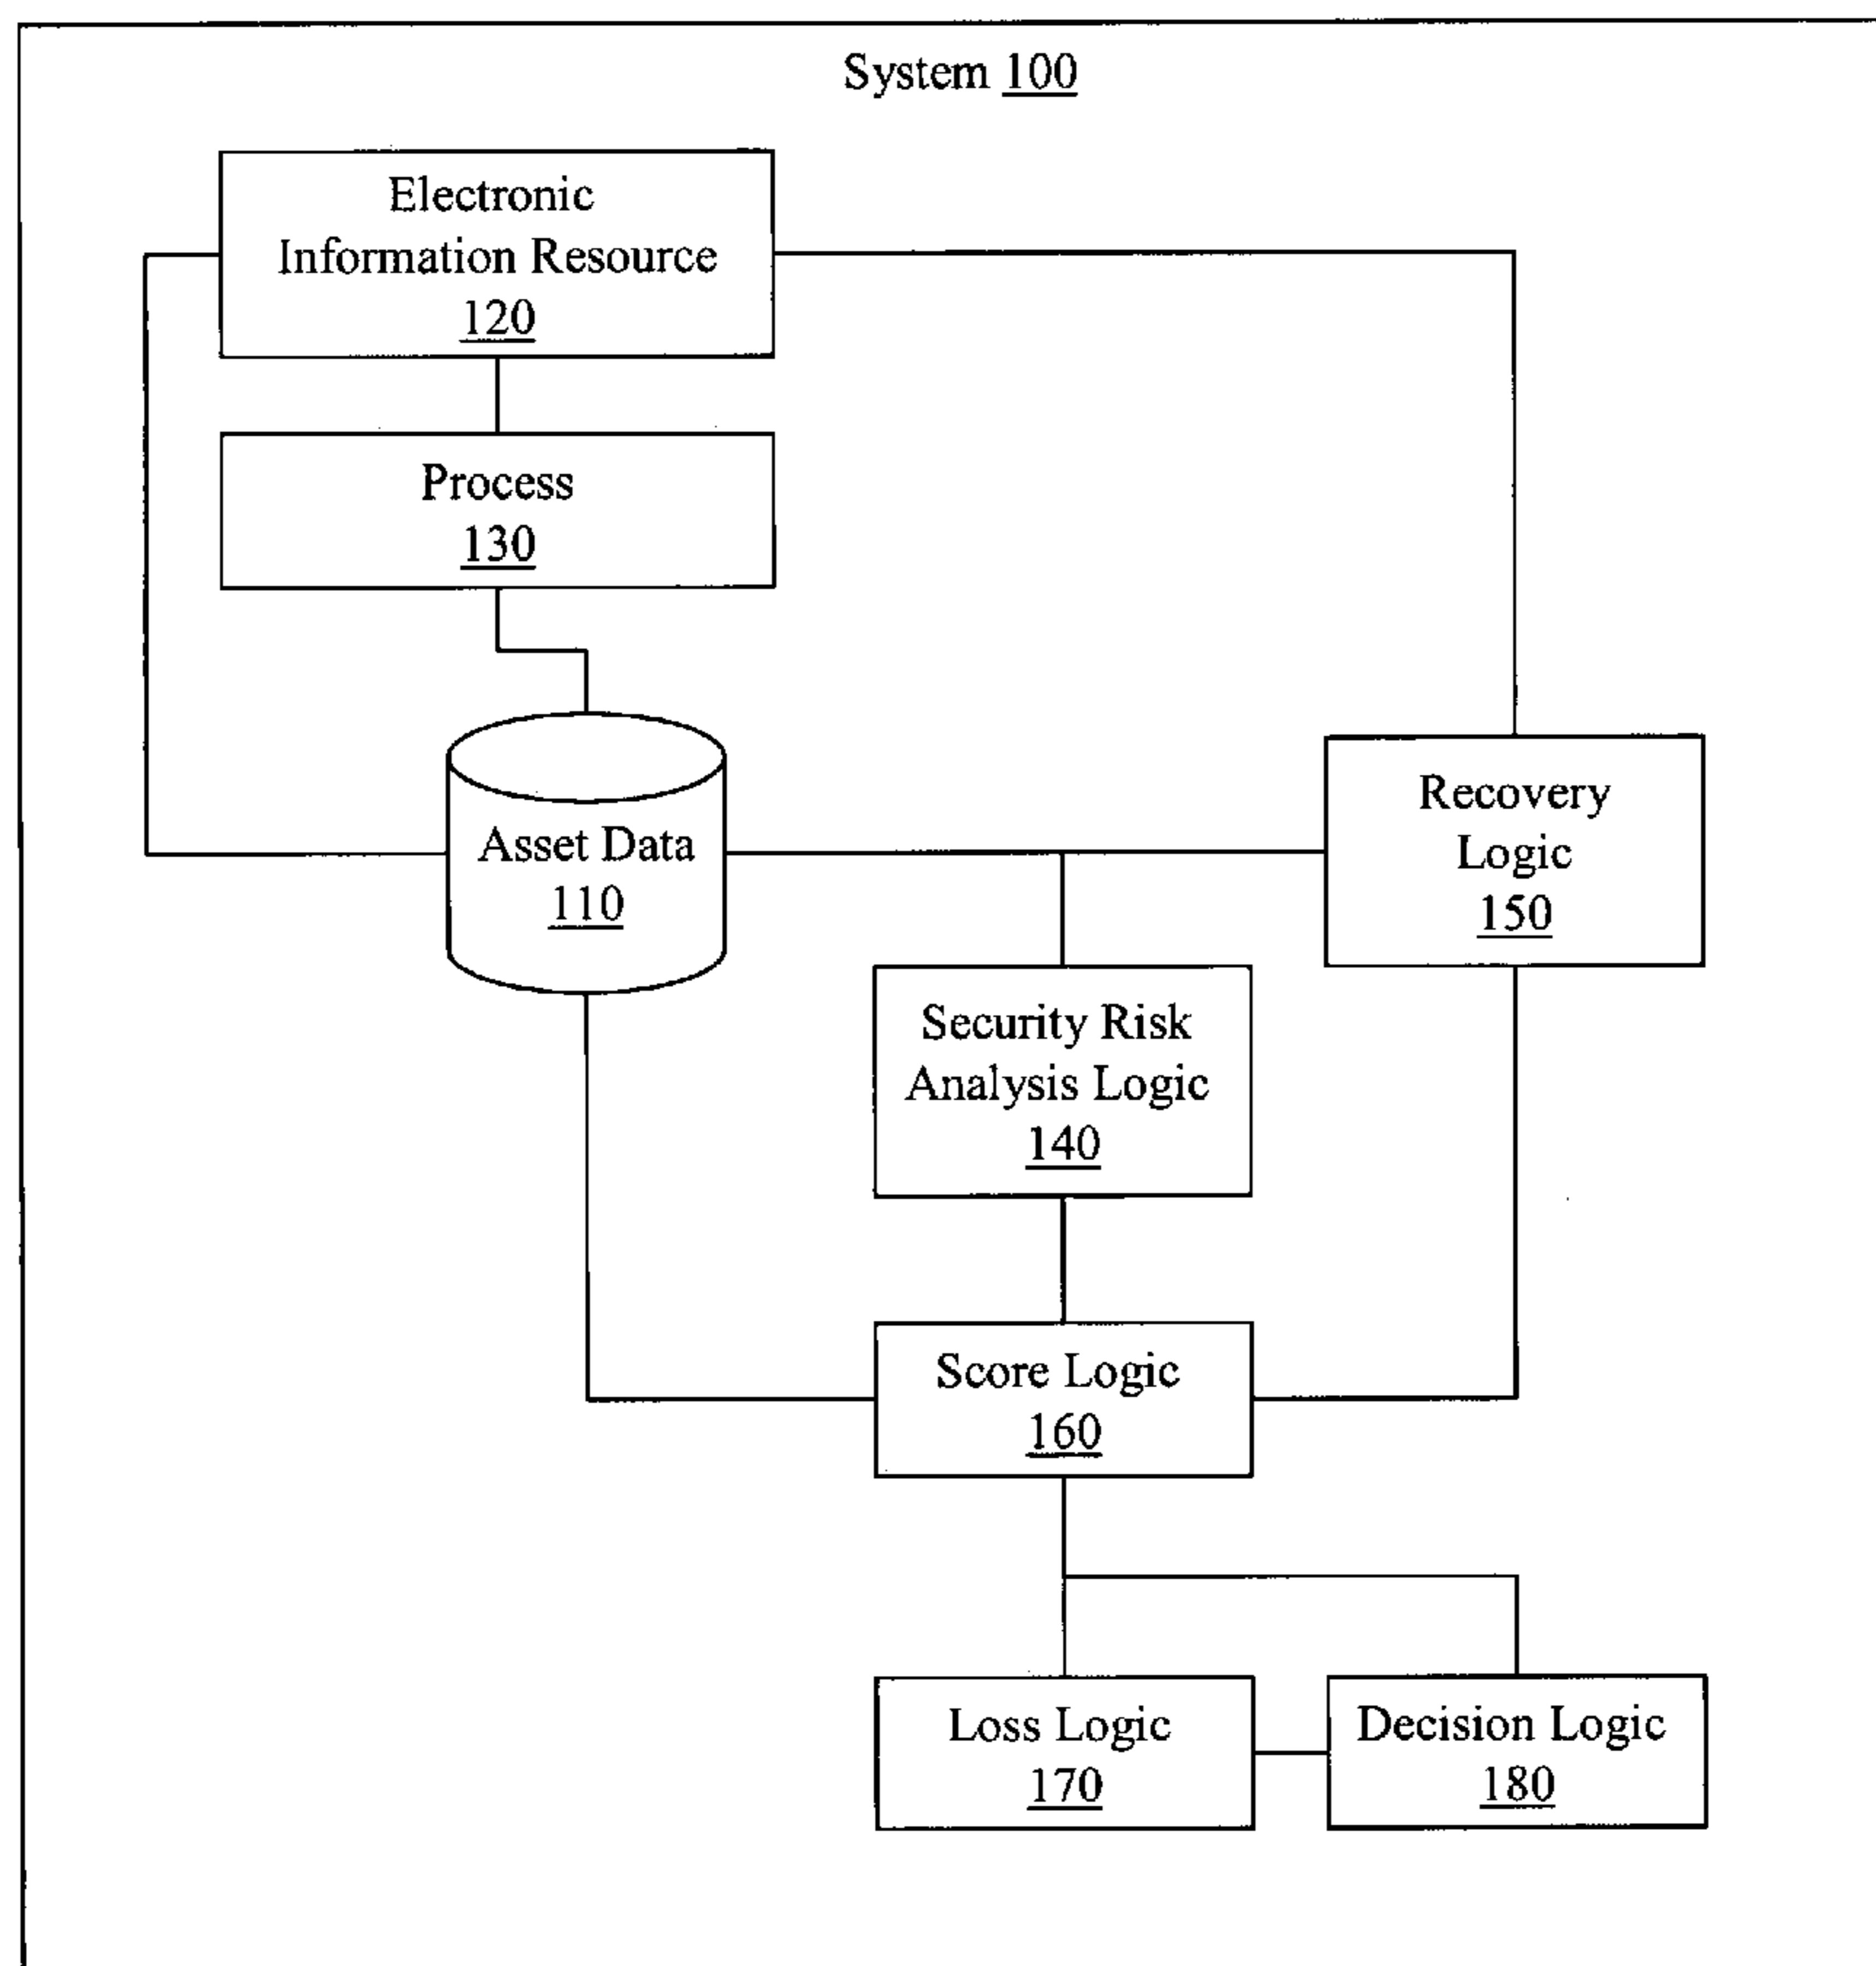 System 100
Electronic
Information Resource
120
Process
130
Asset Data
110
Recovery
Logic
150
Security Risk
Analysis Logic
140
Score Logic
160
Loss Logic
170
Decision Logic
180